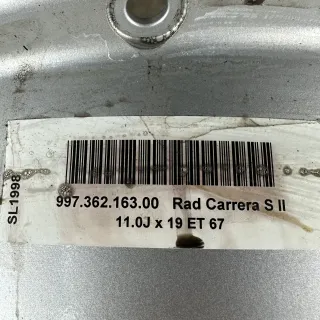 SL1998
997.362.163.00 Rad Carrera S II
11.0J x 19 ET 67